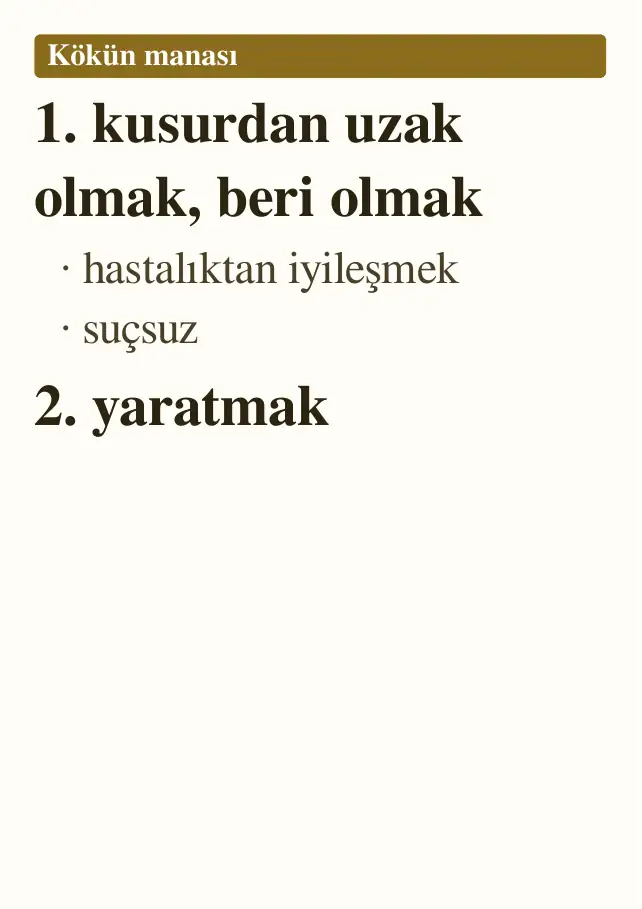 Kökün manası
1. kusurdan uzak
olmak, beri olmak
· hastalıktan iyileşmek
· suçsuz
2. yaratmak